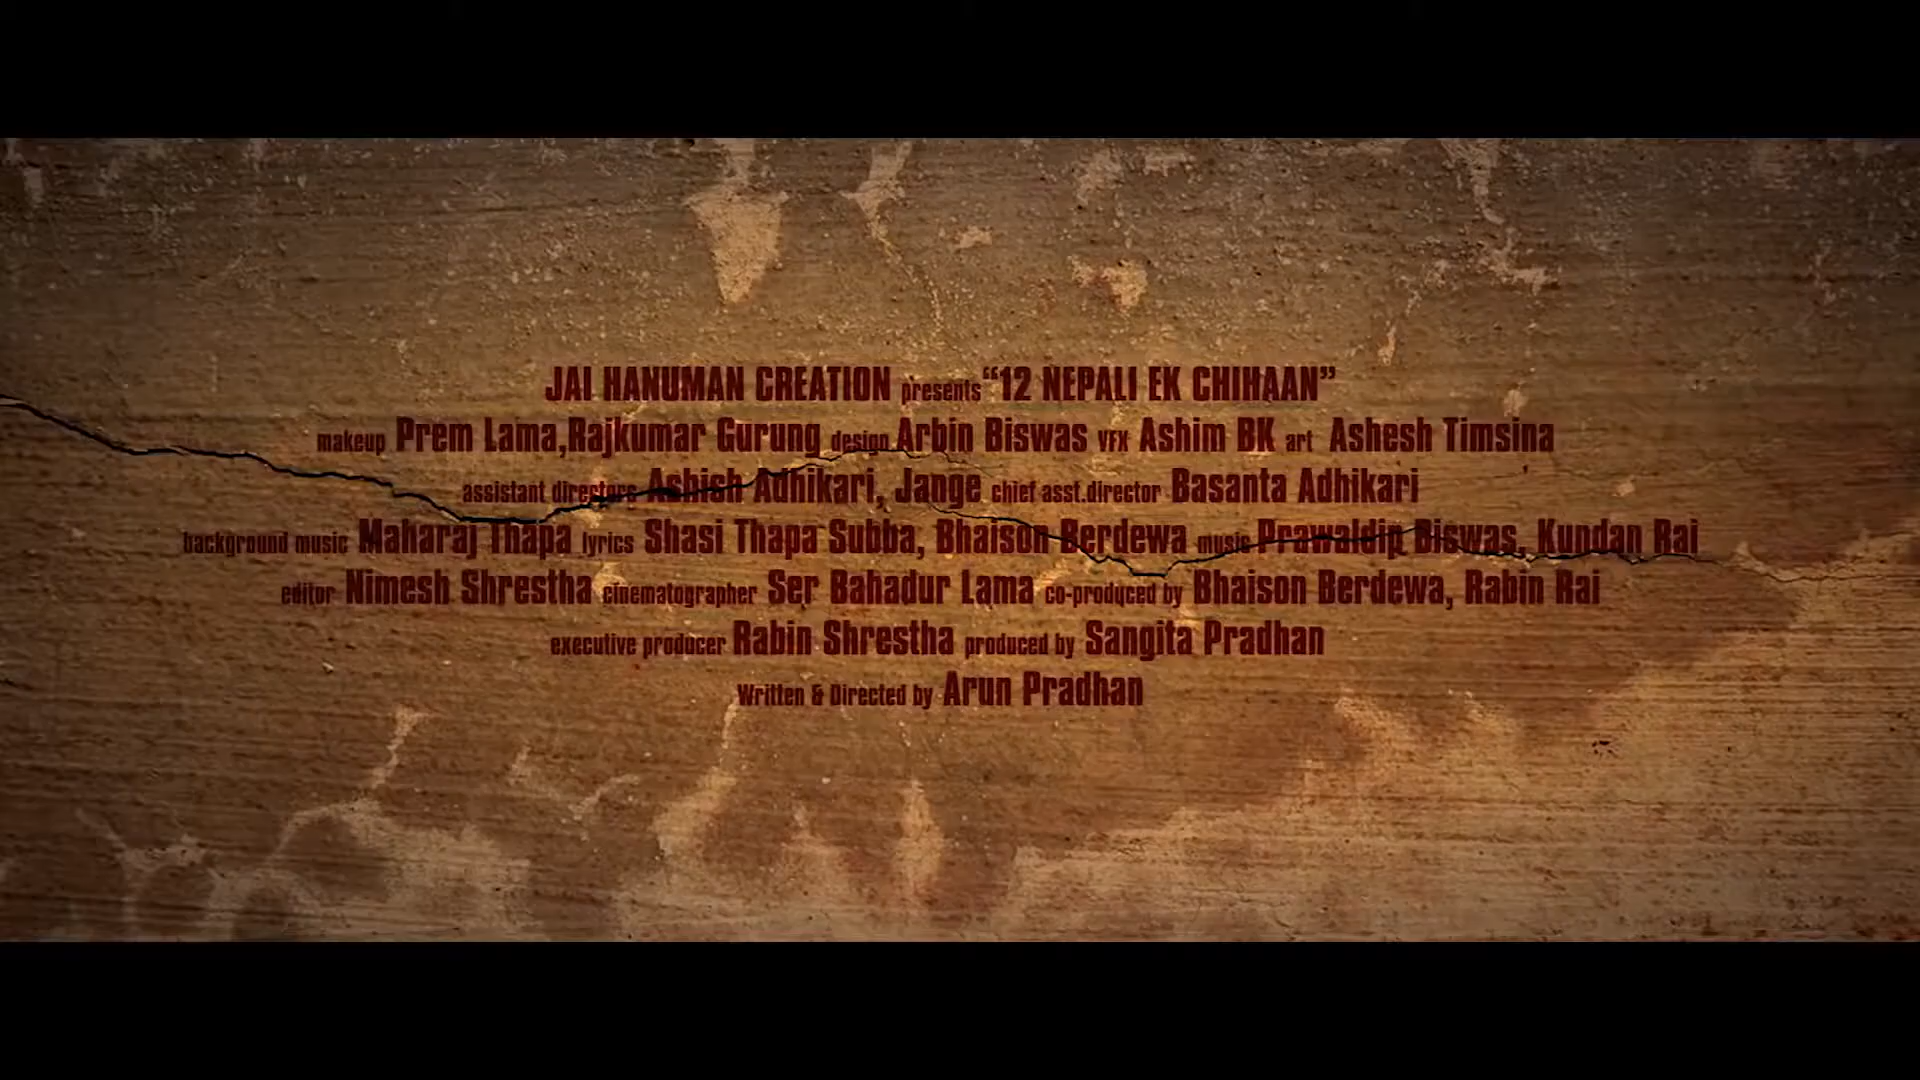 JAI HANUMAN CREATION presents “12 NEPALI EK CHIHAAN”
makeup Prem Lama,Rajkumar Gurung design Arbin Biswas VFX Ashim BK art Ashesh Timsina
assistant directors Ashish Adhikari, Jange chief asst.director Basanta Adhikari
background music Maharaj Thapa lyrics Shasi Thapa Subba, Bhaison Berdewa music Prawaldip Biswas, Kundan Rai
editor Nimesh Shrestha cinematographer Ser Bahadur Lama co-produced by Bhaison Berdewa, Rabin Rai
executive producer Rabin Shrestha produced by Sangita Pradhan
Written & Directed by Arun Pradhan